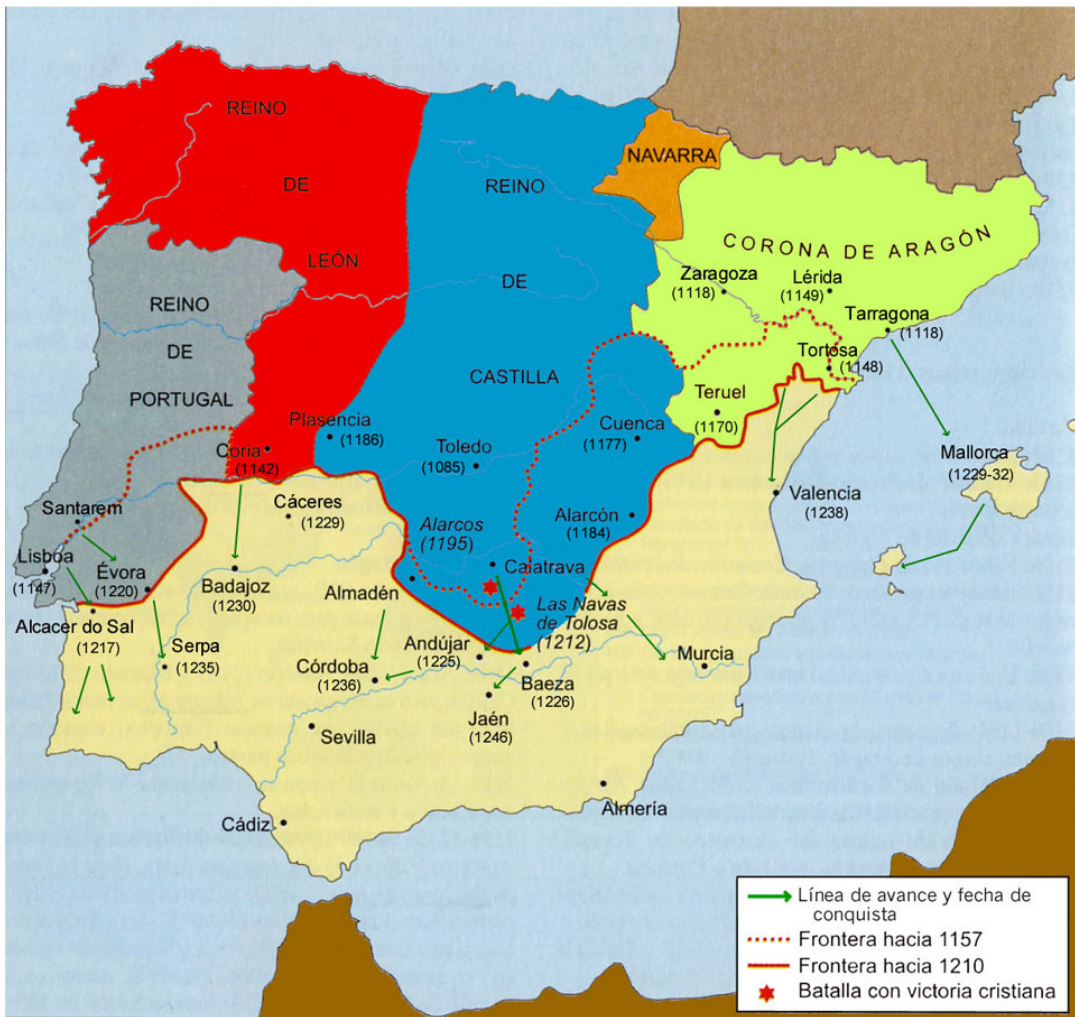 REINO
DE
LEÓN
REINO
DE
CASTILLA
NAVARRA
CORONA DE ARAGÓN
REINO
DE
PORTUGAL
Zaragoza
(1118)
Lérida
(1149)
Tarragona
(1118)
Tortosa
(1148)
Teruel
(1170)
Plasencia
(1186)
Coria
(1142)
Toledo
(1085)
Cuenca
(1177)
Mallorca
(1229-32)
Valencia
(1238)
Santarem
Lisboa
(1147)
Évora
(1220)
Cáceres
(1229)
Alarcos
(1195)
Alarcón
(1184)
Calatrava
Badajoz
(1230)
Almadén
Las Navas
de Tolosa
(1212)
Alcacer do Sal
(1217)
Serpa
(1235)
Andújar
(1225)
Córdoba
(1236)
Baeza
(1226)
Murcia
Jaén
(1246)
Sevilla
Almería
Cádiz
Línea de avance y fecha de
conquista
Frontera hacia 1157
Frontera hacia 1210
Batalla con victoria cristiana